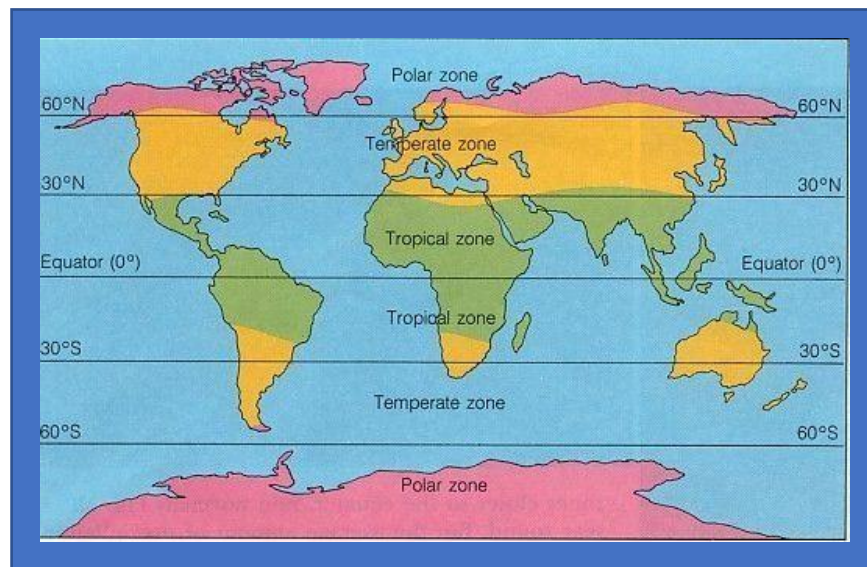 Polar zone
60°N
60°N
Temperate zone
30°N
30°N
Tropical zone
Equator (0°)
Equator (0°)
Tropical zone
30°S
30°S
Temperate zone
60°S
60°S
Polar zone